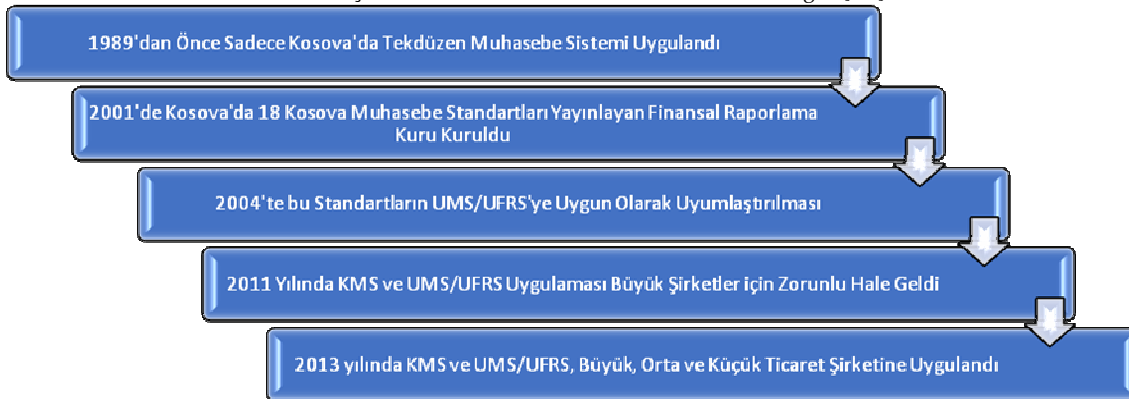 1989'dan Önce Sadece Kosova'da Tekdüzen Muhasebe Sistemi Uygulandı
2001'de Kosova'da 18 Kosova Muhasebe Standartları Yayınlayan Finansal Raporlama
Kuru Kuruldu
2004'te bu Standartların UMS/UFRS'ye Uygun Olarak Uyumlaştırılması
2011 Yılında KMS ve UMS/UFRS Uygulaması Büyük Şirketler için Zorunlu Hale Geldi
2013 yılında KMS ve UMS/UFRS, Büyük, Orta ve Küçük Ticaret Şirketine Uygulandı